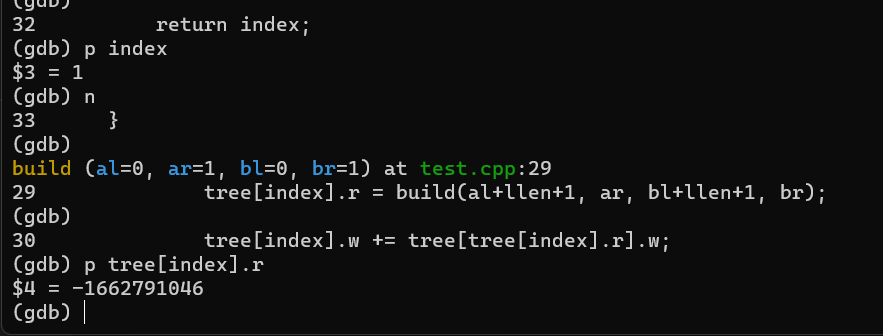 (gdb)
32          return index;
(gdb) p index
$3 = 1
(gdb) n
33      }
(gdb)
build (al=0, ar=1, bl=0, br=1) at test.cpp:29
29              tree[index].r = build(al+llen+1, ar, bl+llen+1, br);
(gdb)
30              tree[index].w += tree[tree[index].r].w;
(gdb) p tree[index].r
$4 = -1662791046
(gdb)